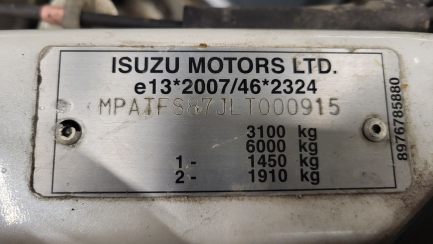 ISUZU MOTORS LTD.
e13*2007/46*2324
MPATFS87JLT000915
3100 kg
6000 kg
1- 1450 kg
2- 1910 kg
8976785880